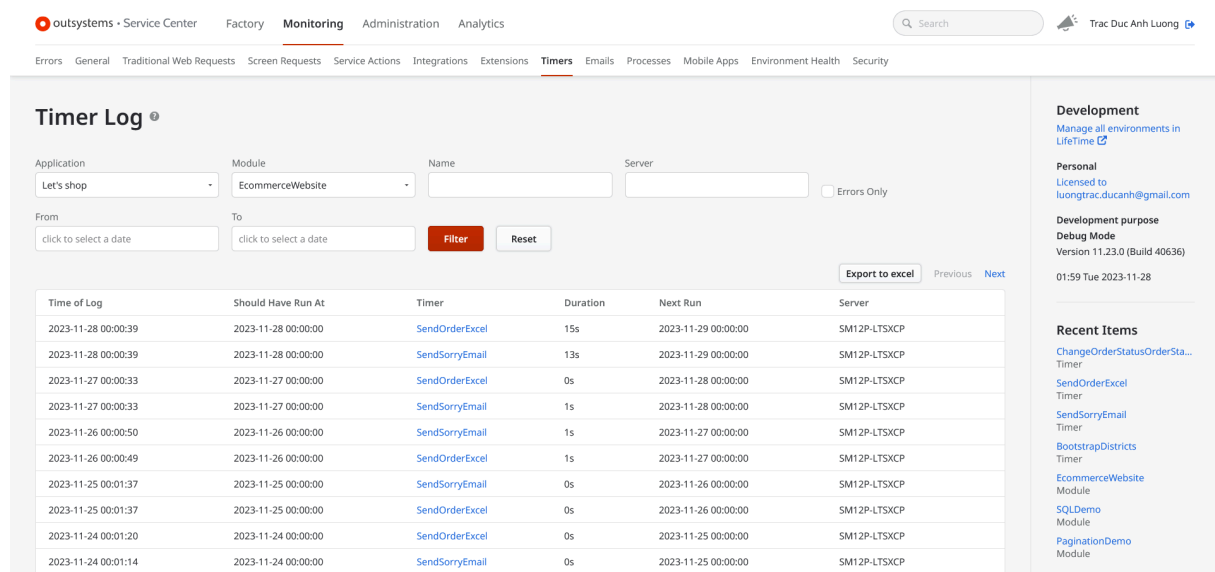 outsystems • Service Center Factory Monitoring Administration Analytics Search Trac Duc Anh Luong
Errors General Traditional Web Requests Screen Requests Service Actions Integrations Extensions Timers Emails Processes Mobile Apps Environment Health Security
Timer Log ?
Application Module Name Server
Let's shop EcommerceWebsite Errors Only
From To
click to select a date click to select a date Filter Reset
Export to excel Previous Next
Time of Log Should Have Run At Timer Duration Next Run Server
2023-11-28 00:00:39 2023-11-28 00:00:00 SendOrderExcel 15s 2023-11-29 00:00:00 SM12P-LTSXCP
2023-11-28 00:00:39 2023-11-28 00:00:00 SendSorryEmail 13s 2023-11-29 00:00:00 SM12P-LTSXCP
2023-11-27 00:00:33 2023-11-27 00:00:00 SendOrderExcel 0s 2023-11-28 00:00:00 SM12P-LTSXCP
2023-11-27 00:00:33 2023-11-27 00:00:00 SendSorryEmail 1s 2023-11-28 00:00:00 SM12P-LTSXCP
2023-11-26 00:00:50 2023-11-26 00:00:00 SendSorryEmail 1s 2023-11-27 00:00:00 SM12P-LTSXCP
2023-11-26 00:00:49 2023-11-26 00:00:00 SendOrderExcel 1s 2023-11-27 00:00:00 SM12P-LTSXCP
2023-11-25 00:01:37 2023-11-25 00:00:00 SendSorryEmail 0s 2023-11-26 00:00:00 SM12P-LTSXCP
2023-11-25 00:01:37 2023-11-25 00:00:00 SendOrderExcel 0s 2023-11-26 00:00:00 SM12P-LTSXCP
2023-11-24 00:01:20 2023-11-24 00:00:00 SendOrderExcel 0s 2023-11-25 00:00:00 SM12P-LTSXCP
2023-11-24 00:01:14 2023-11-24 00:00:00 SendSorryEmail 0s 2023-11-25 00:00:00 SM12P-LTSXCP
Development
Manage all environments in
LifeTime
Personal
Licensed to
luongtrac.ducanh@gmail.com
Development purpose
Debug Mode
Version 11.23.0 (Build 40636)
01:59 Tue 2023-11-28
Recent Items
ChangeOrderStatusOrderSta...
Timer
SendOrderExcel
Timer
SendSorryEmail
Timer
BootstrapDistricts
Timer
EcommerceWebsite
Module
SQLDemo
Module
PaginationDemo
Module